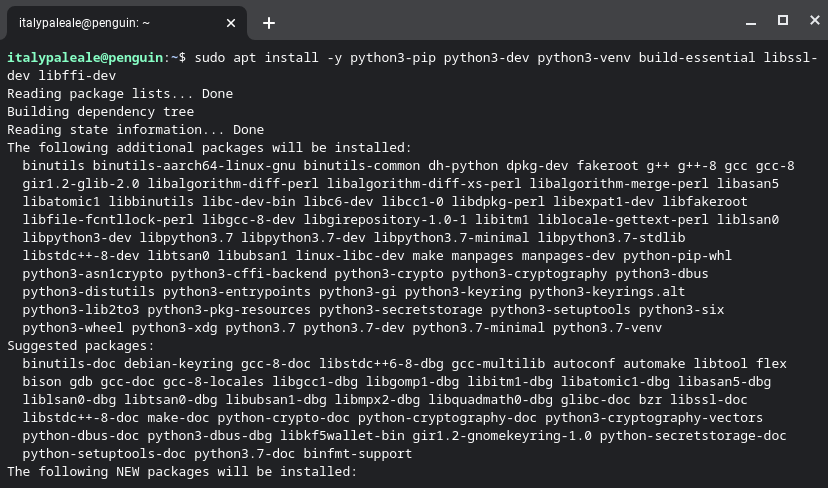 italypaleale@penguin: ~
italypaleale@penguin:~$ sudo apt install -y python3-pip python3-dev python3-venv build-essential libssl-
dev libffi-dev
Reading package lists... Done
Building dependency tree
Reading state information... Done
The following additional packages will be installed:
binutils binutils-aarch64-linux-gnu binutils-common dh-python dpkg-dev fakeroot g++ g++-8 gcc gcc-8
gir1.2-glib-2.0 libalgorithm-diff-perl libalgorithm-diff-xs-perl libalgorithm-merge-perl libasan5
libatomic1 libbinutils libc-dev-bin libc6-dev libcc1-0 libdpkg-perl libexpat1-dev libfakeroot
libfile-fcntllock-perl libgcc-8-dev libgirepository-1.0-1 libitm1 liblocale-gettext-perl liblsan0
libpython3-dev libpython3.7 libpython3.7-dev libpython3.7-minimal libpython3.7-stdlib
libstdc++-8-dev libtsan0 libubsan1 linux-libc-dev make manpages manpages-dev python-pip-whl
python3-asn1crypto python3-cffi-backend python3-crypto python3-cryptography python3-dbus
python3-distutils python3-entrypoints python3-gi python3-keyring python3-keyrings.alt
python3-lib2to3 python3-pkg-resources python3-secretstorage python3-setuptools python3-six
python3-wheel python3-xdg python3.7 python3.7-dev python3.7-minimal python3.7-venv
Suggested packages:
binutils-doc debian-keyring gcc-8-doc libstdc++6-8-dbg gcc-multilib autoconf automake libtool flex
bison gdb gcc-doc gcc-8-locales libgcc1-dbg libgomp1-dbg libitm1-dbg libatomic1-dbg libasan5-dbg
liblsan0-dbg libtsan0-dbg libubsan1-dbg libmpx2-dbg libquadmath0-dbg glibc-doc bzr libssl-doc
libstdc++-8-doc make-doc python-crypto-doc python-cryptography-doc python3-cryptography-vectors
python-dbus-doc python3-dbus-dbg libkf5wallet-bin gir1.2-gnomekeyring-1.0 python-secretstorage-doc
python-setuptools-doc python3.7-doc binfmt-support
The following NEW packages will be installed: